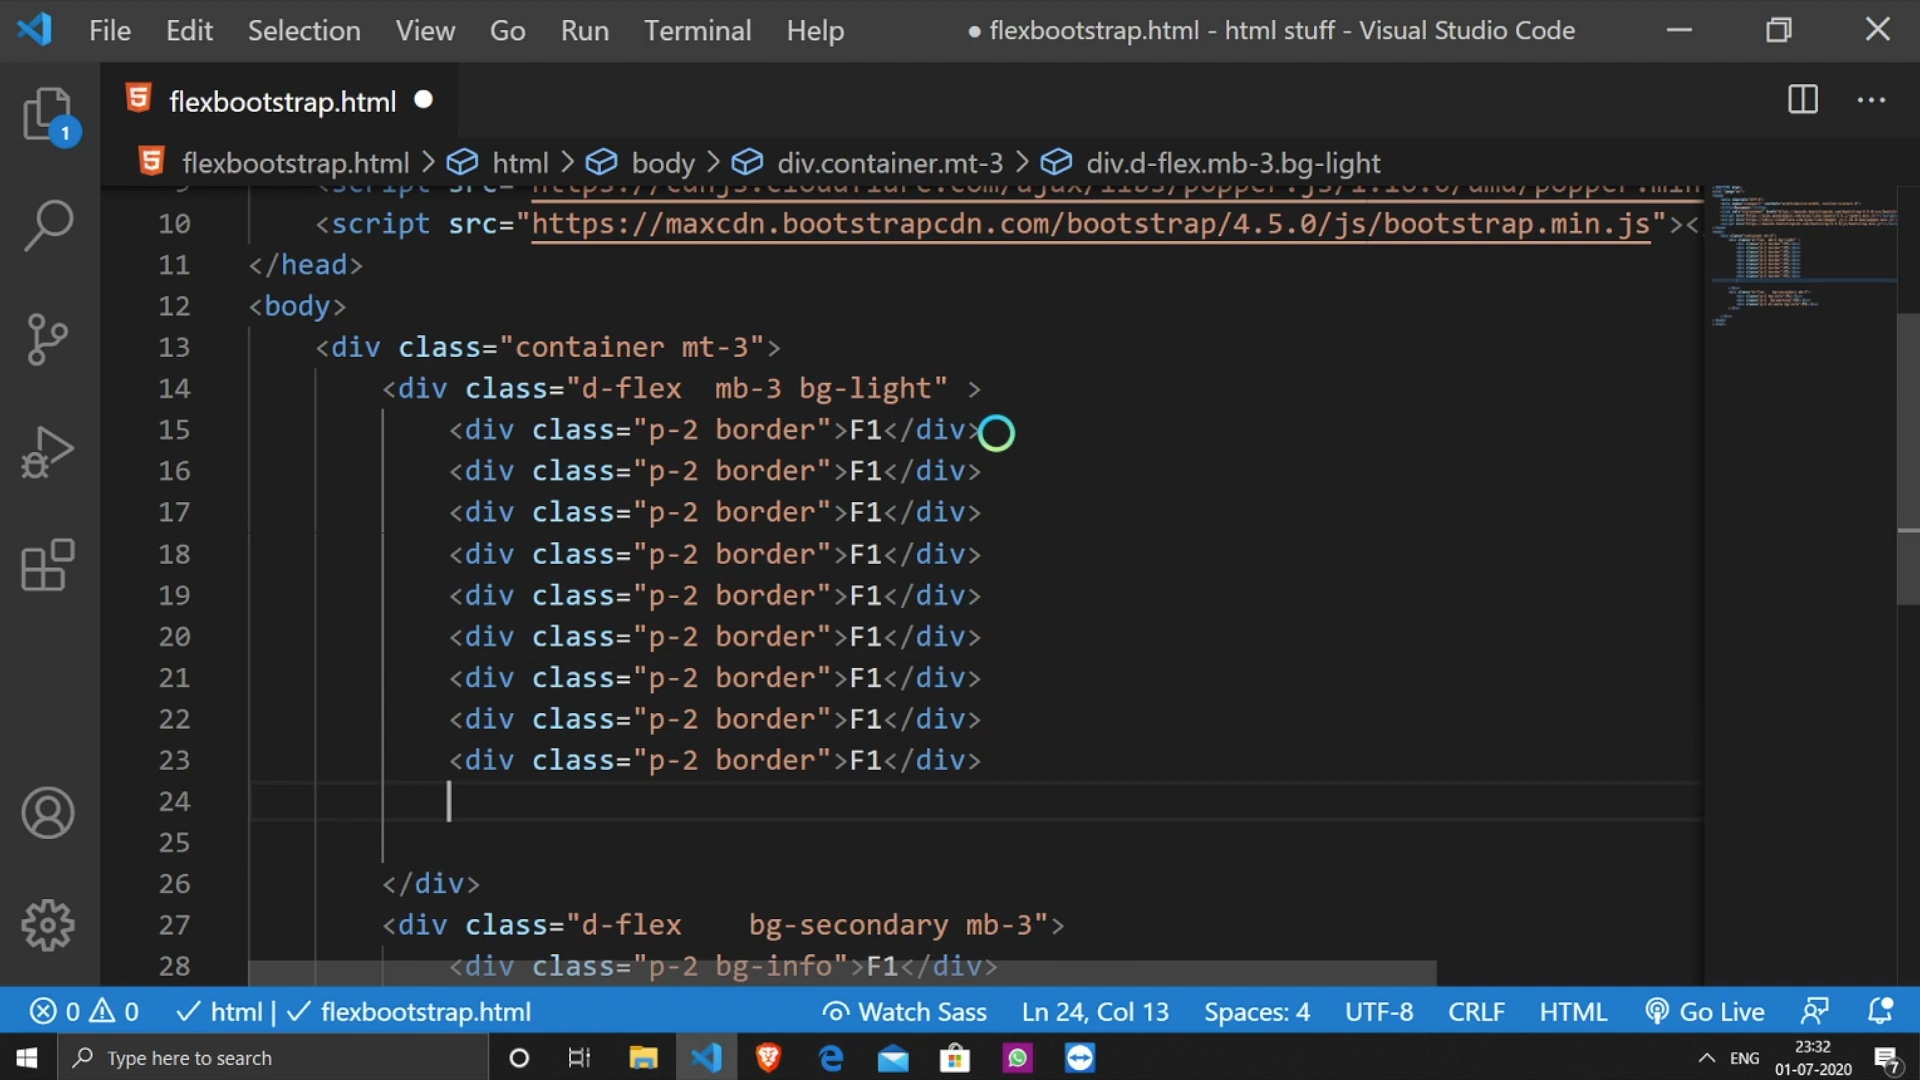 File Edit Selection View Go Run Terminal Help ● flexbootstrap.html - html stuff - Visual Studio Code
flexbootstrap.html ●
1
flexbootstrap.html > html > body > div.container.mt-3 > div.d-flex.mb-3.bg-light
10 <script src="https://maxcdn.bootstrapcdn.com/bootstrap/4.5.0/js/bootstrap.min.js"><
11 </head>
12 <body>
13 <div class="container mt-3">
14 <div class="d-flex  mb-3 bg-light" >
15 <div class="p-2 border">F1</div>
16 <div class="p-2 border">F1</div>
17 <div class="p-2 border">F1</div>
18 <div class="p-2 border">F1</div>
19 <div class="p-2 border">F1</div>
20 <div class="p-2 border">F1</div>
21 <div class="p-2 border">F1</div>
22 <div class="p-2 border">F1</div>
23 <div class="p-2 border">F1</div>
24
25
26 </div>
27 <div class="d-flex    bg-secondary mb-3">
28 <div class="p-2 bg-info">F1</div>
0 0 html | flexbootstrap.html Watch Sass Ln 24, Col 13 Spaces: 4 UTF-8 CRLF HTML Go Live
Type here to search ENG 23:32
01-07-2020 7